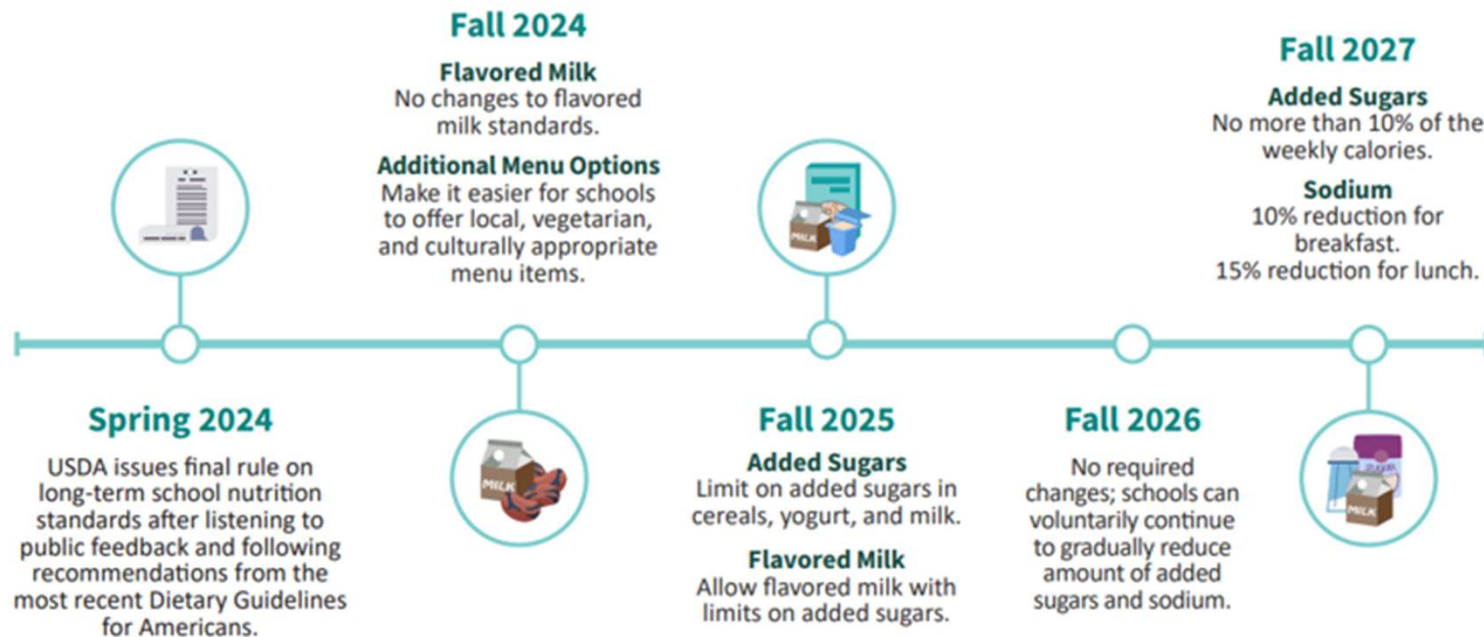 Spring 2024
USDA issues final rule on
long-term school nutrition
standards after listening to
public feedback and following
recommendations from the
most recent Dietary Guidelines
for Americans.
Fall 2024
Flavored Milk
No changes to flavored
milk standards.
Additional Menu Options
Make it easier for schools
to offer local, vegetarian,
and culturally appropriate
menu items.
MILK
MILK
Fall 2025
Added Sugars
Limit on added sugars in
cereals, yogurt, and milk.
Flavored Milk
Allow flavored milk with
limits on added sugars.
Fall 2026
No required
changes; schools can
voluntarily continue
to gradually reduce
amount of added
sugars and sodium.
Fall 2027
Added Sugars
No more than 10% of the
weekly calories.
Sodium
10% reduction for
breakfast.
15% reduction for lunch.
MILK